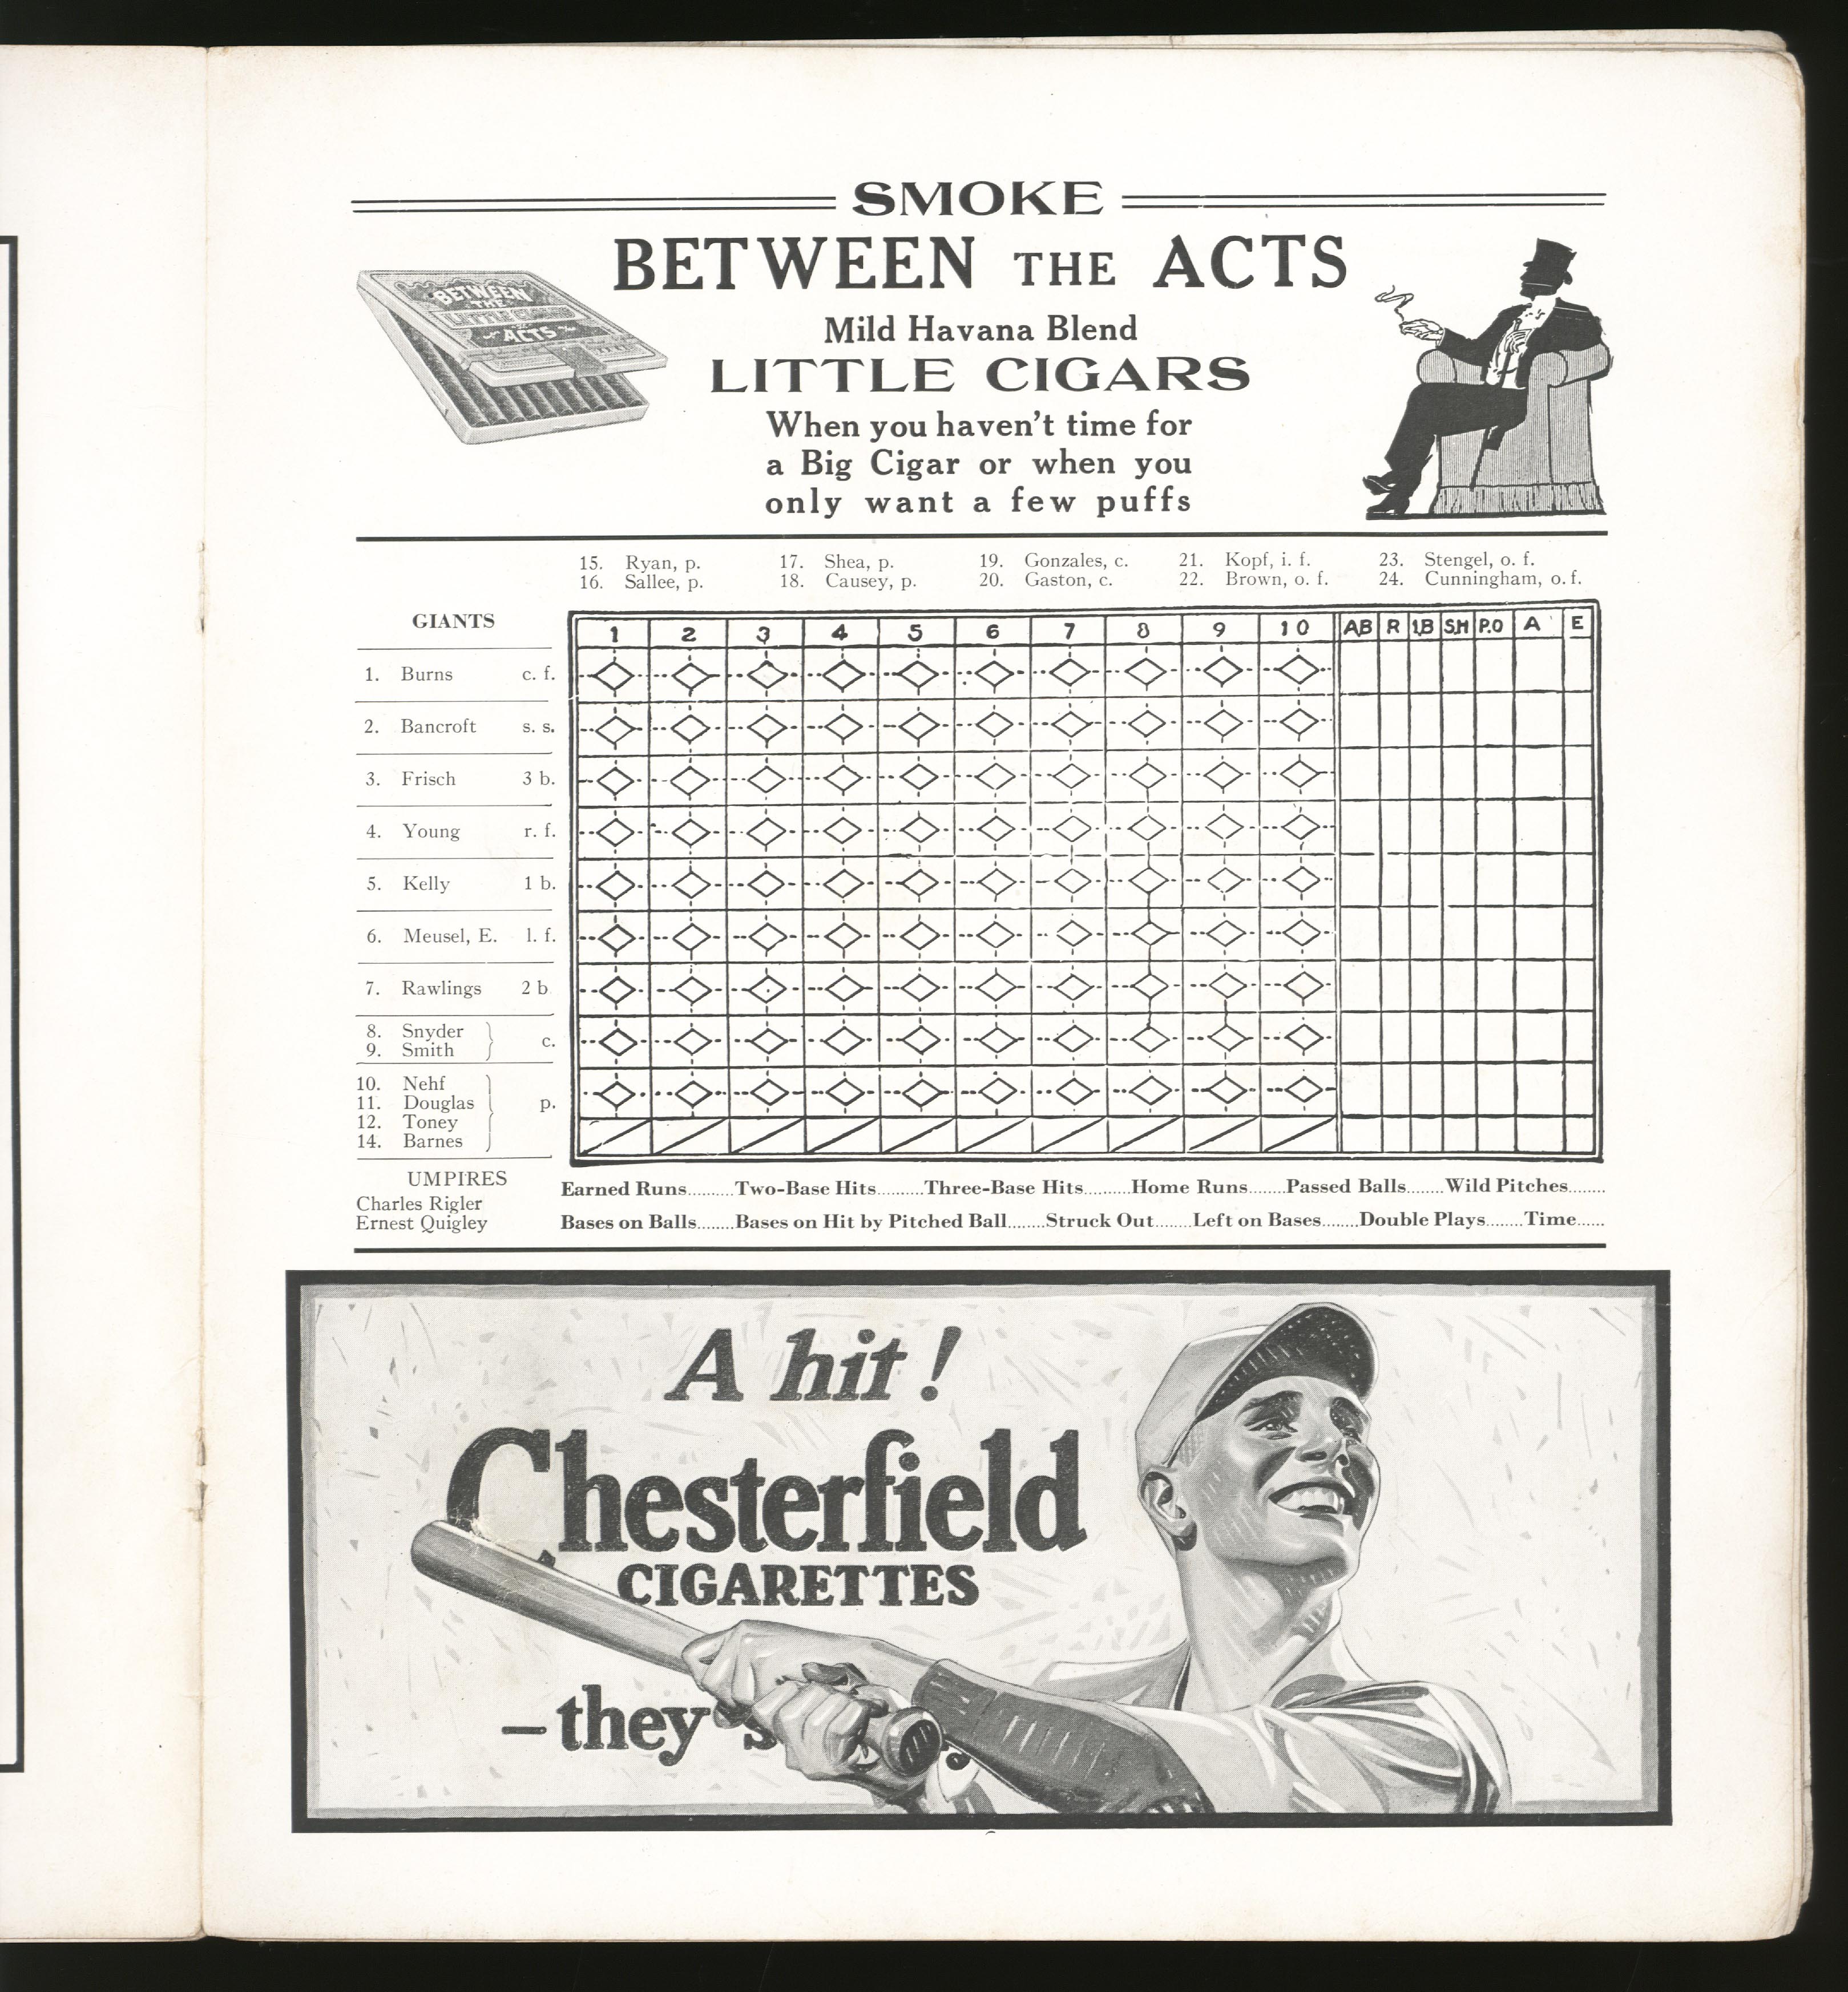 SMOKE
BETWEEN THE ACTS
Mild Havana Blend
LITTLE CIGARS
When you haven't time for
a Big Cigar or when you
only want a few puffs
BETWEEN
THE
LITTLE CIGARS
ACTS
15. Ryan, p. 17. Shea, p. 19. Gonzales, c. 21. Kopf, i. f. 23. Stengel, o. f.
16. Sallee, p. 18. Causey, p. 20. Gaston, c. 22. Brown, o. f. 24. Cunningham, o. f.
GIANTS 1 2 3 4 5 6 7 8 9 10 AB R 1,B S,H P.O A E
1. Burns c. f.
2. Bancroft s. s.
3. Frisch 3 b.
4. Young r. f.
5. Kelly 1 b.
6. Meusel, E. l. f.
7. Rawlings 2 b
8. Snyder
9. Smith c.
10. Nehf
11. Douglas p.
12. Toney
14. Barnes
UMPIRES
Charles Rigler
Ernest Quigley
Earned Runs.........Two-Base Hits.........Three-Base Hits.........Home Runs.......Passed Balls.......Wild Pitches.......
Bases on Balls.......Bases on Hit by Pitched Ball.......Struck Out.......Left on Bases.......Double Plays.......Time......
A hit!
Chesterfield
CIGARETTES
—they s